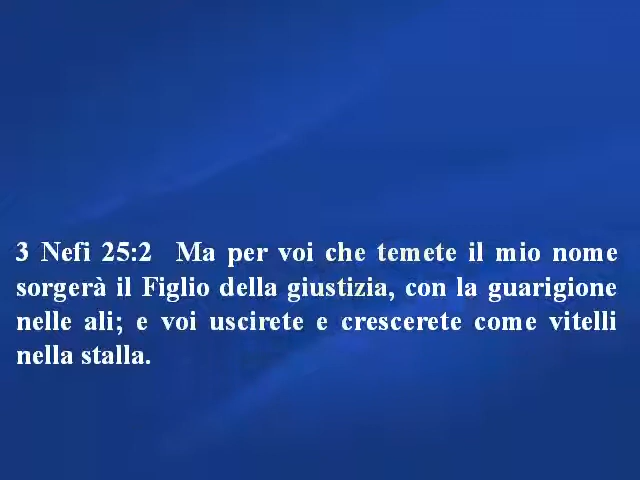 3 Nefi 25:2 Ma per voi che temete il mio nome
sorgerà il Figlio della giustizia, con la guarigione
nelle ali; e voi uscirete e crescerete come vitelli
nella stalla.